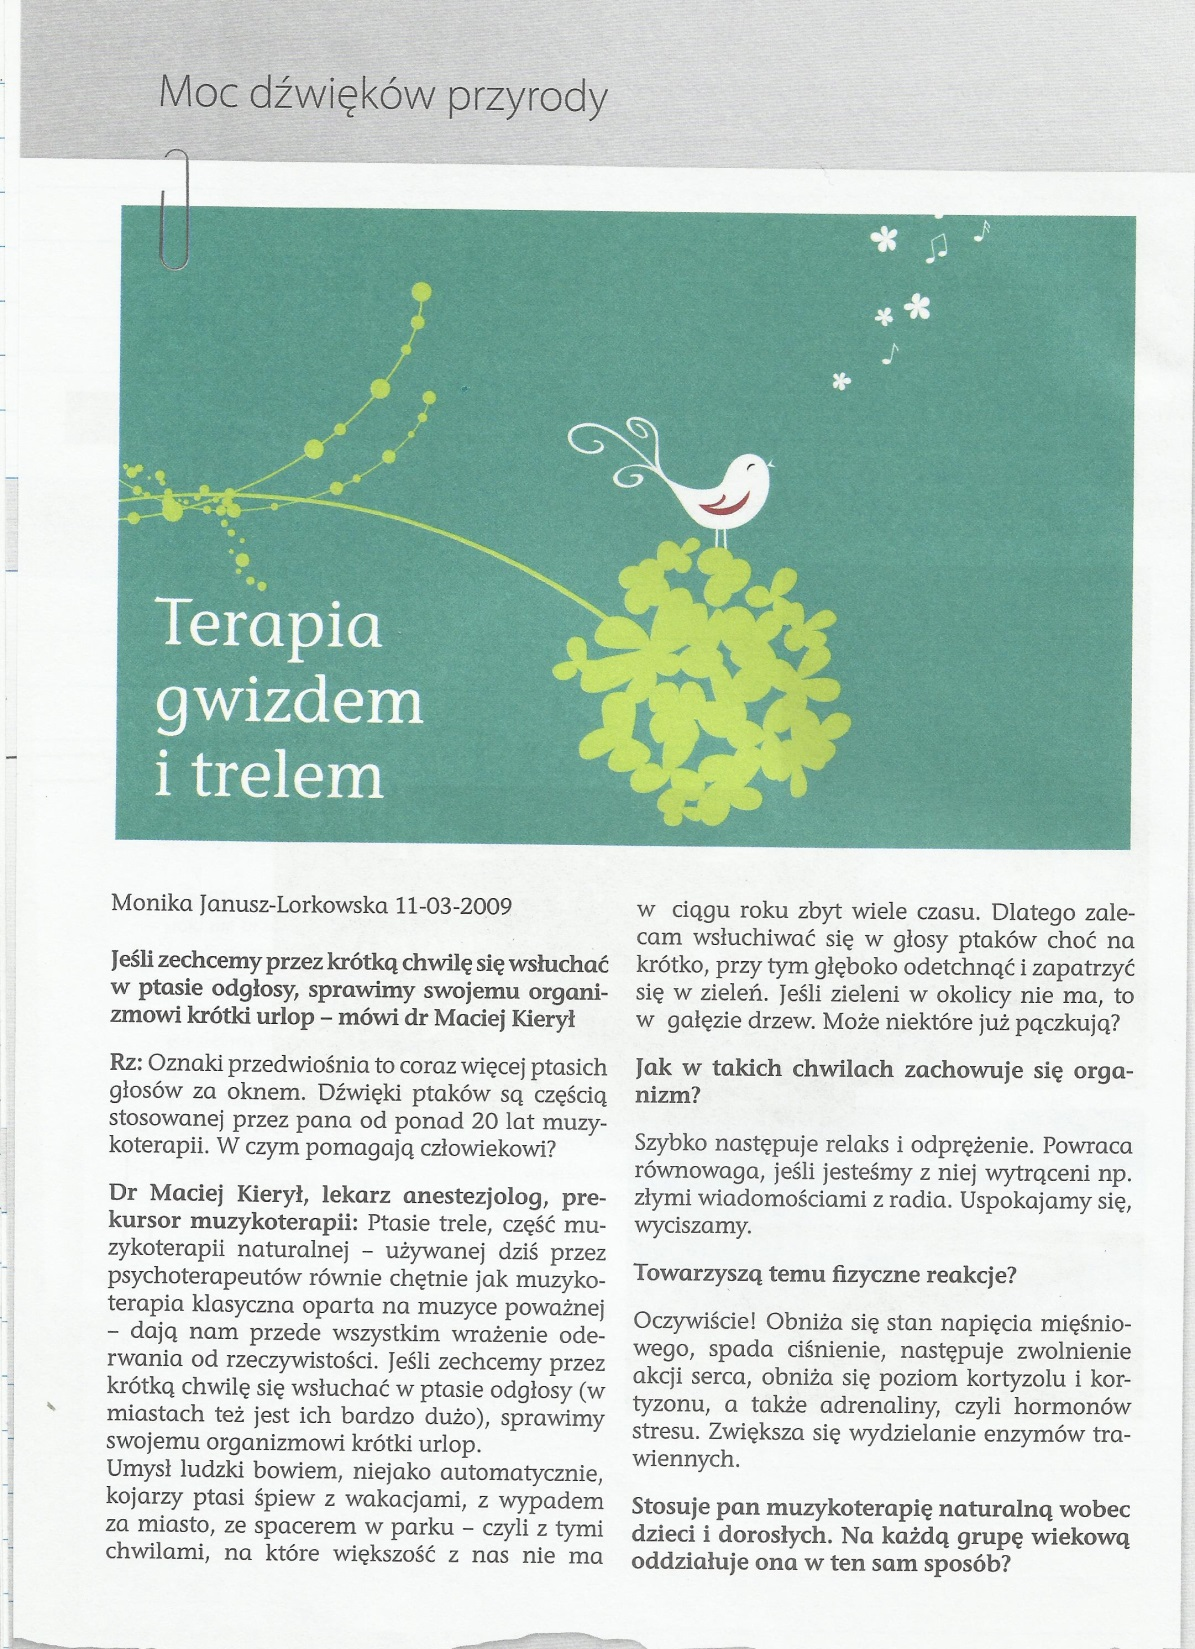 Moc dźwięków przyrody
Terapia
gwizdem
i trelem
Monika Janusz-Lorkowska 11-03-2009
Jeśli zechcemy przez krótką chwilę się wsłuchać
w ptasie odgłosy, sprawimy swojemu organi-
zmowi krótki urlop – mówi dr Maciej Kierył
Rz: Oznaki przedwiośnia to coraz więcej ptasich
głosów za oknem. Dźwięki ptaków są częścią
stosowanej przez pana od ponad 20 lat muzy-
koterapii. W czym pomagają człowiekowi?
Dr Maciej Kierył, lekarz anestezjolog, pre-
kursor muzykoterapii: Ptasie trele, część mu-
zykoterapii naturalnej – używanej dziś przez
psychoterapeutów równie chętnie jak muzyko-
terapia klasyczna oparta na muzyce poważnej
– dają nam przede wszystkim wrażenie ode-
rwania od rzeczywistości. Jeśli zechcemy przez
krótką chwilę się wsłuchać w ptasie odgłosy (w
miastach też jest ich bardzo dużo), sprawimy
swojemu organizmowi krótki urlop.
Umysł ludzki bowiem, niejako automatycznie,
kojarzy ptasi śpiew z wakacjami, z wypadem
za miasto, ze spacerem w parku – czyli z tymi
chwilami, na które większość z nas nie ma
w ciągu roku zbyt wiele czasu. Dlatego zale-
cam wsłuchiwać się w głosy ptaków choć na
krótko, przy tym głęboko odetchnąć i zapatrzyć
się w zieleń. Jeśli zieleni w okolicy nie ma, to
w gałęzie drzew. Może niektóre już pączkują?
Jak w takich chwilach zachowuje się orga-
nizm?
Szybko następuje relaks i odprężenie. Powraca
równowaga, jeśli jesteśmy z niej wytrąceni np.
złymi wiadomościami z radia. Uspokajamy się,
wyciszamy.
Towarzyszą temu fizyczne reakcje?
Oczywiście! Obniża się stan napięcia mięśnio-
wego, spada ciśnienie, następuje zwolnienie
akcji serca, obniża się poziom kortyzolu i kor-
tyzonu, a także adrenaliny, czyli hormonów
stresu. Zwiększa się wydzielanie enzymów tra-
wiennych.
Stosuje pan muzykoterapię naturalną wobec
dzieci i dorosłych. Na każdą grupę wiekową
oddziałuje ona w ten sam sposób?